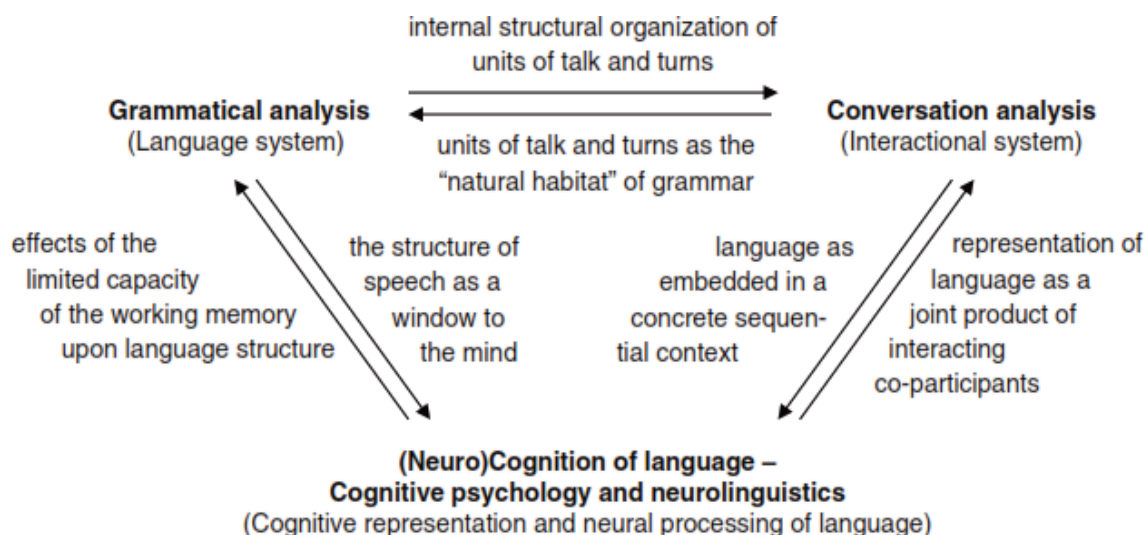 internal structural organization of
units of talk and turns
Grammatical analysis
(Language system)
Conversation analysis
(Interactional system)
units of talk and turns as the
“natural habitat” of grammar
effects of the
limited capacity
of the working memory
upon language structure
the structure of
speech as a
window to
the mind
language as
embedded in a
concrete sequen-
tial context
representation of
language as a
joint product of
interacting
co-participants
(Neuro)Cognition of language –
Cognitive psychology and neurolinguistics
(Cognitive representation and neural processing of language)